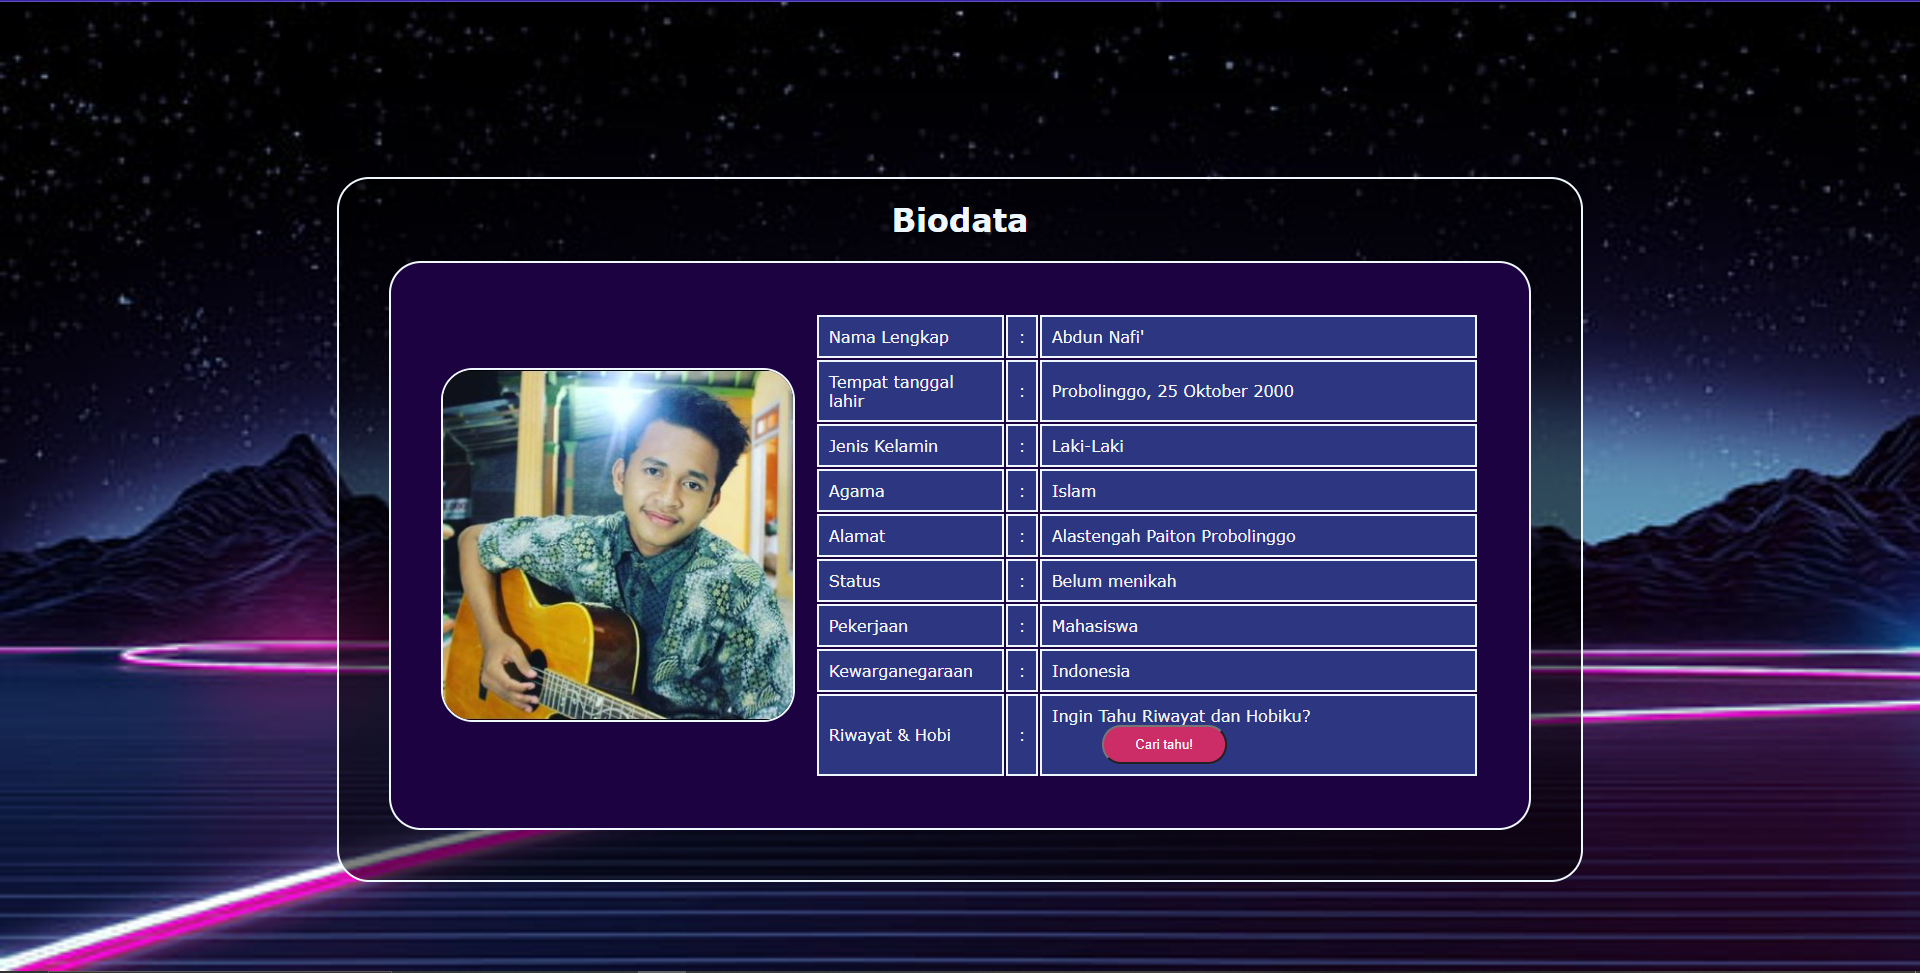 Biodata
Nama Lengkap : Abdun Nafi'
Tempat tanggal
lahir : Probolinggo, 25 Oktober 2000
Jenis Kelamin : Laki-Laki
Agama : Islam
Alamat : Alastengah Paiton Probolinggo
Status : Belum menikah
Pekerjaan : Mahasiswa
Kewarganegaraan : Indonesia
Riwayat & Hobi : Ingin Tahu Riwayat dan Hobiku?
Cari tahu!